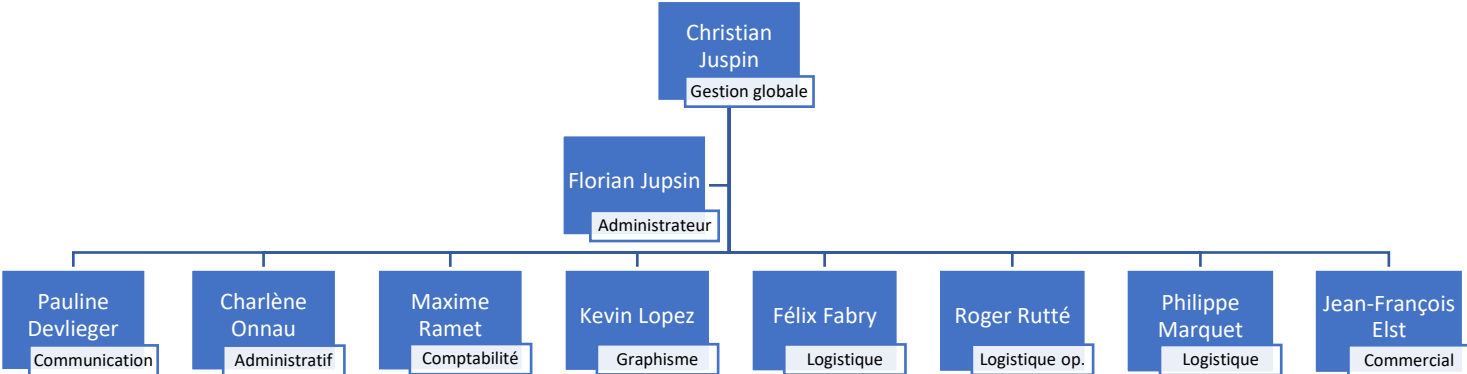 Christian
Juspin
Gestion globale
Florian Jupsin
Administrateur
Pauline
Devlieger
Communication
Charlène
Onnau
Administratif
Maxime
Ramet
Comptabilité
Kevin Lopez
Graphisme
Félix Fabry
Logistique
Roger Rutté
Logistique op.
Philippe
Marquet
Logistique
Jean-François
Elst
Commercial